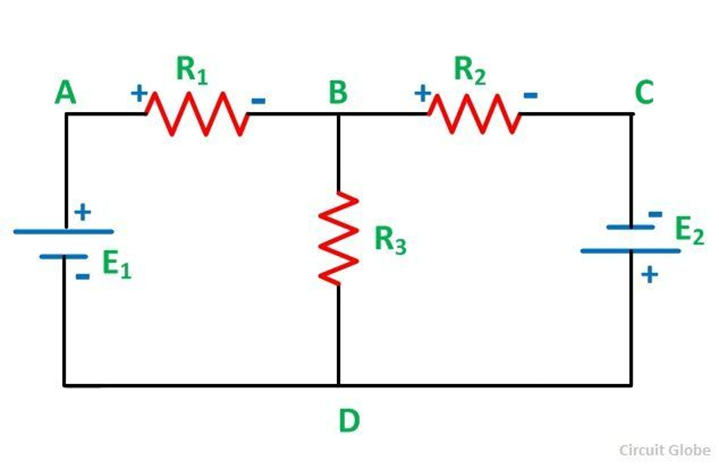 R₁ R₂
A + - B + - C
+ -
R₃ E₂
E₁
- +
D
Circuit Globe